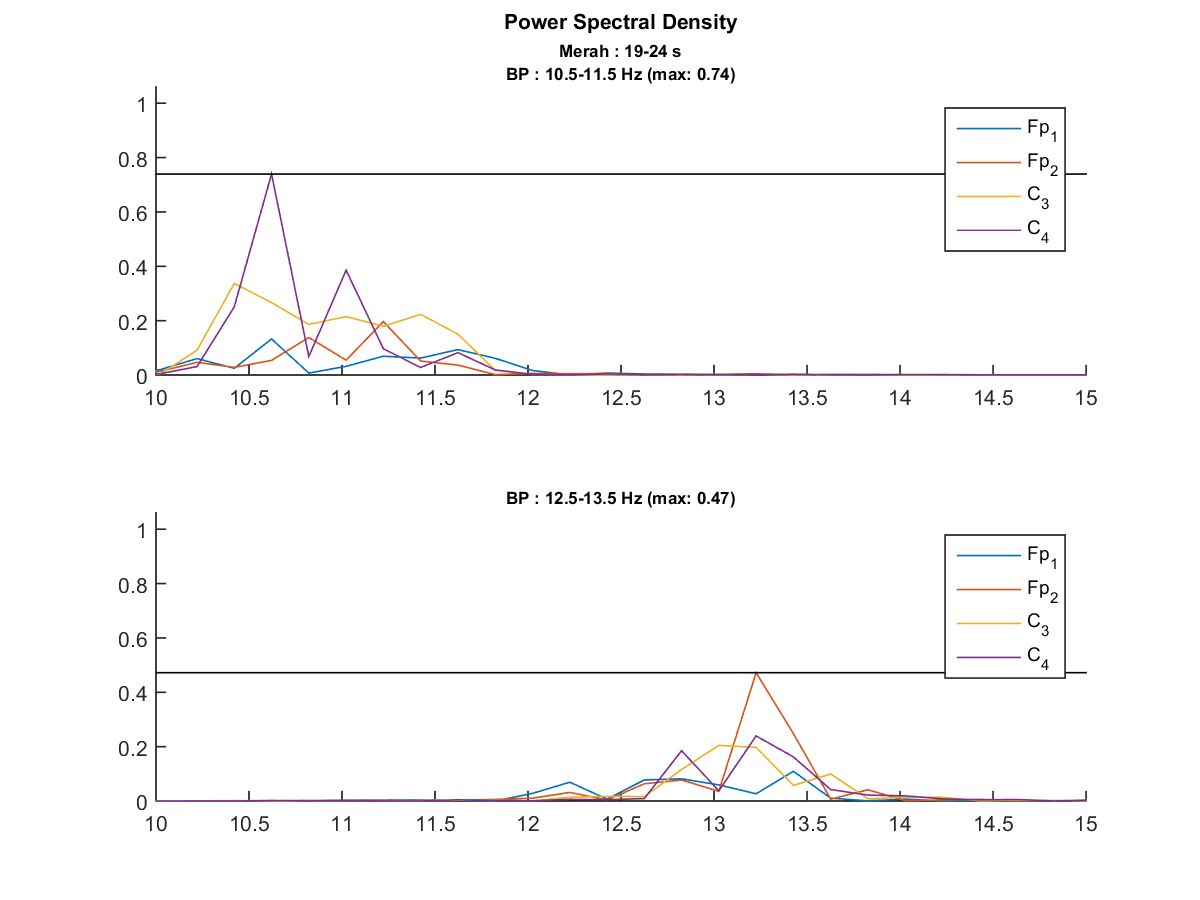 Power Spectral Density
Merah : 19-24 s
BP : 10.5-11.5 Hz (max: 0.74)
1
0.8
0.6
0.4
0.2
0
10 10.5 11 11.5 12 12.5 13 13.5 14 14.5 15
Fp1
Fp2
C3
C4
BP : 12.5-13.5 Hz (max: 0.47)
1
0.8
0.6
0.4
0.2
0
10 10.5 11 11.5 12 12.5 13 13.5 14 14.5 15
Fp1
Fp2
C3
C4